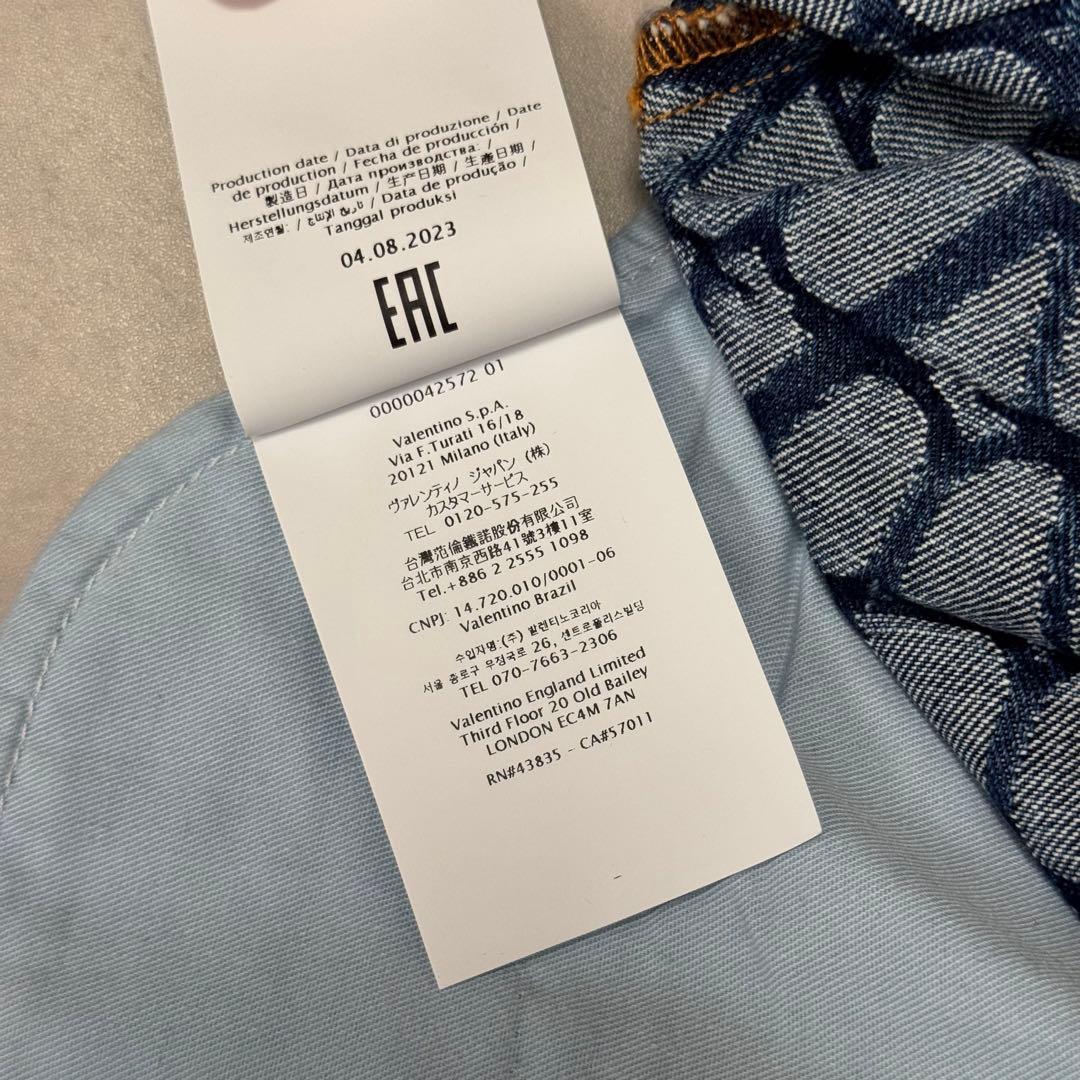 Production date / Data di produzione / Date
de production / Fecha de producción /
製造日 / Дата производства: /
Herstellungsdatum / 生产日期 / 生產日期 /
제조연월: / تاريخ الإنتاج / Data de produção /
Tanggal produksi
04.08.2023
EAC
0000042572 01
Valentino S.p.A.
Via F.Turati 16/18
20121 Milano (Italy)
ヴァレンティノ ジャパン (株)
カスタマーサービス
TEL 0120-575-255
台灣范倫鐵諾股份有限公司
台北市南京西路41號3樓11室
Tel.+886 2 2555 1098
CNPJ: 14.720.010/0001-06
Valentino Brazil
수입자명:(주) 발렌티노코리아
서울 종로구 우정국로 26, 센트로폴리스빌딩
TEL 070-7663-2306
Valentino England Limited
Third Floor 20 Old Bailey
LONDON EC4M 7AN
RN#43835 - CA#57011